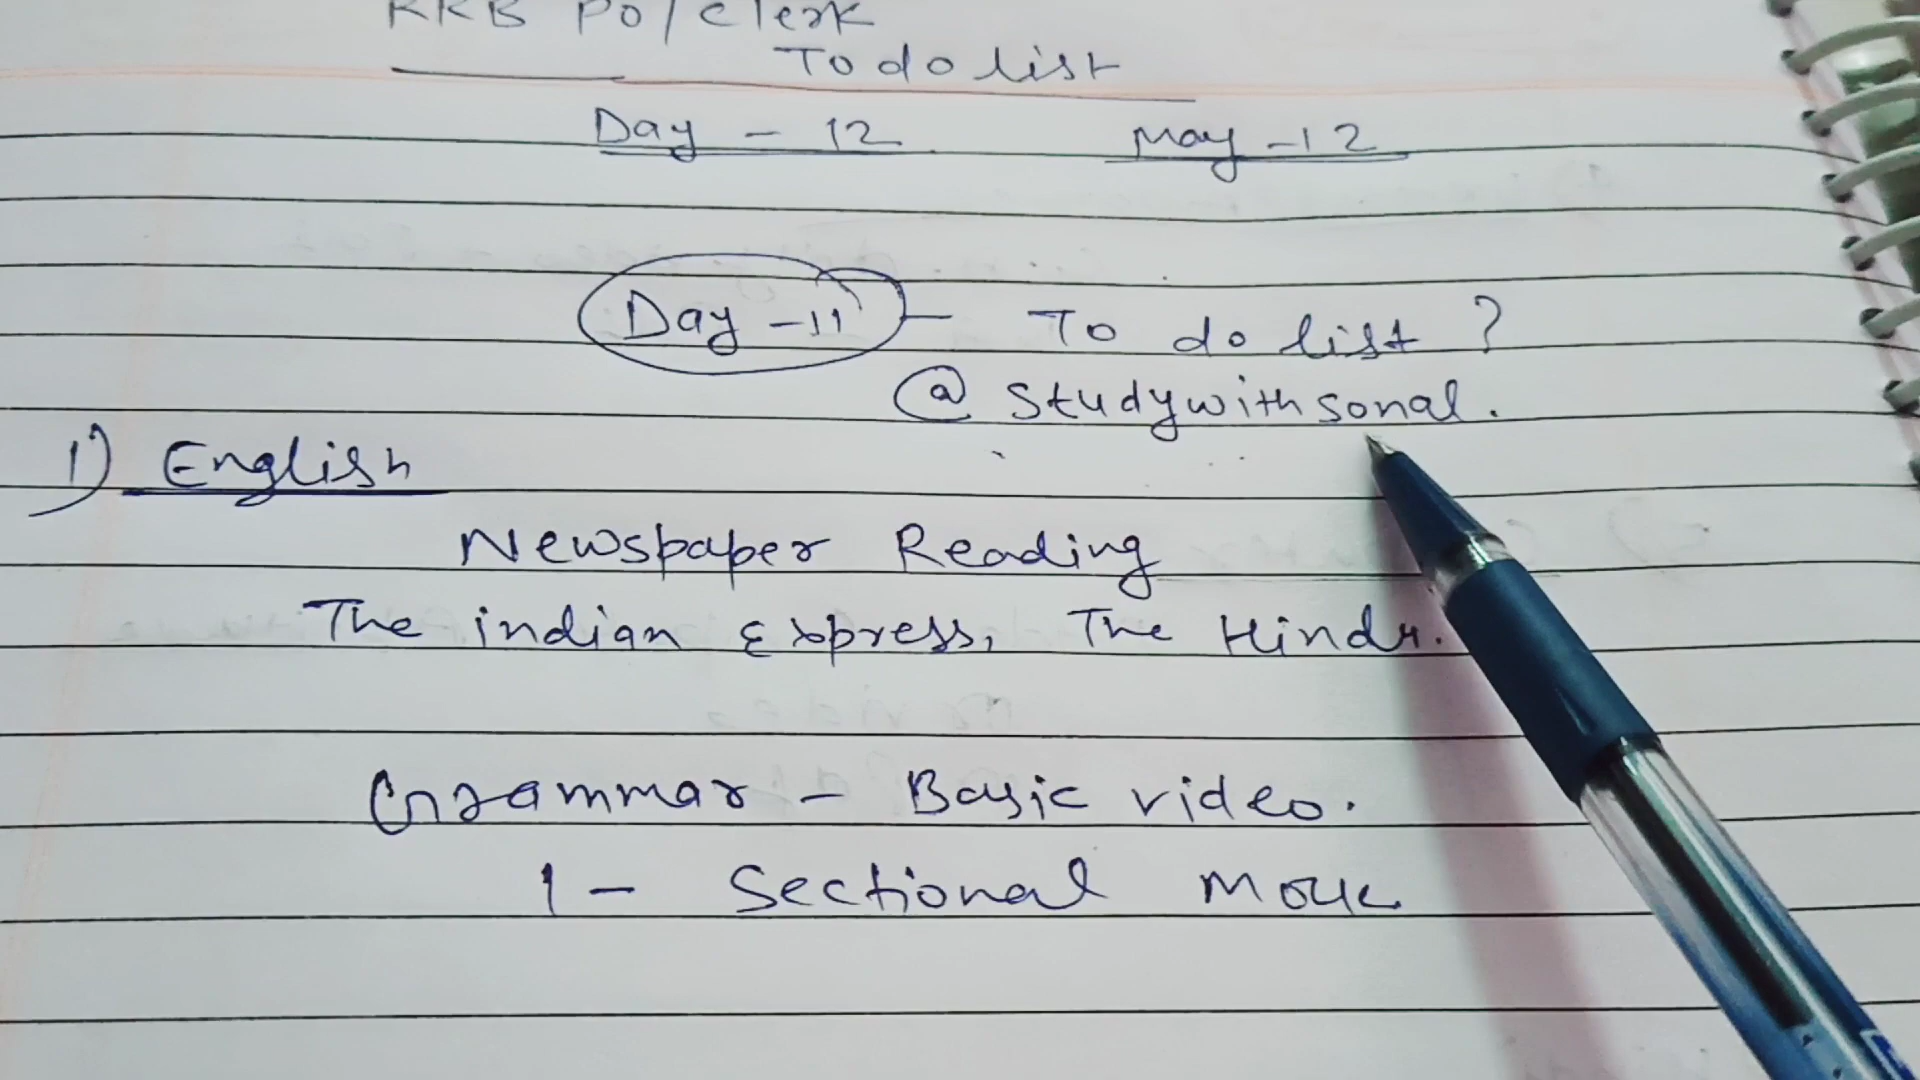 RRB PO/Clerk
To do list
Day - 12 May - 12
Day - 11 - To do list ?
@ studywithsonal.
1) English
Newspaper Reading
The indian Express, The Hindu.
Grammar - Basic video.
1 - Sectional Mock